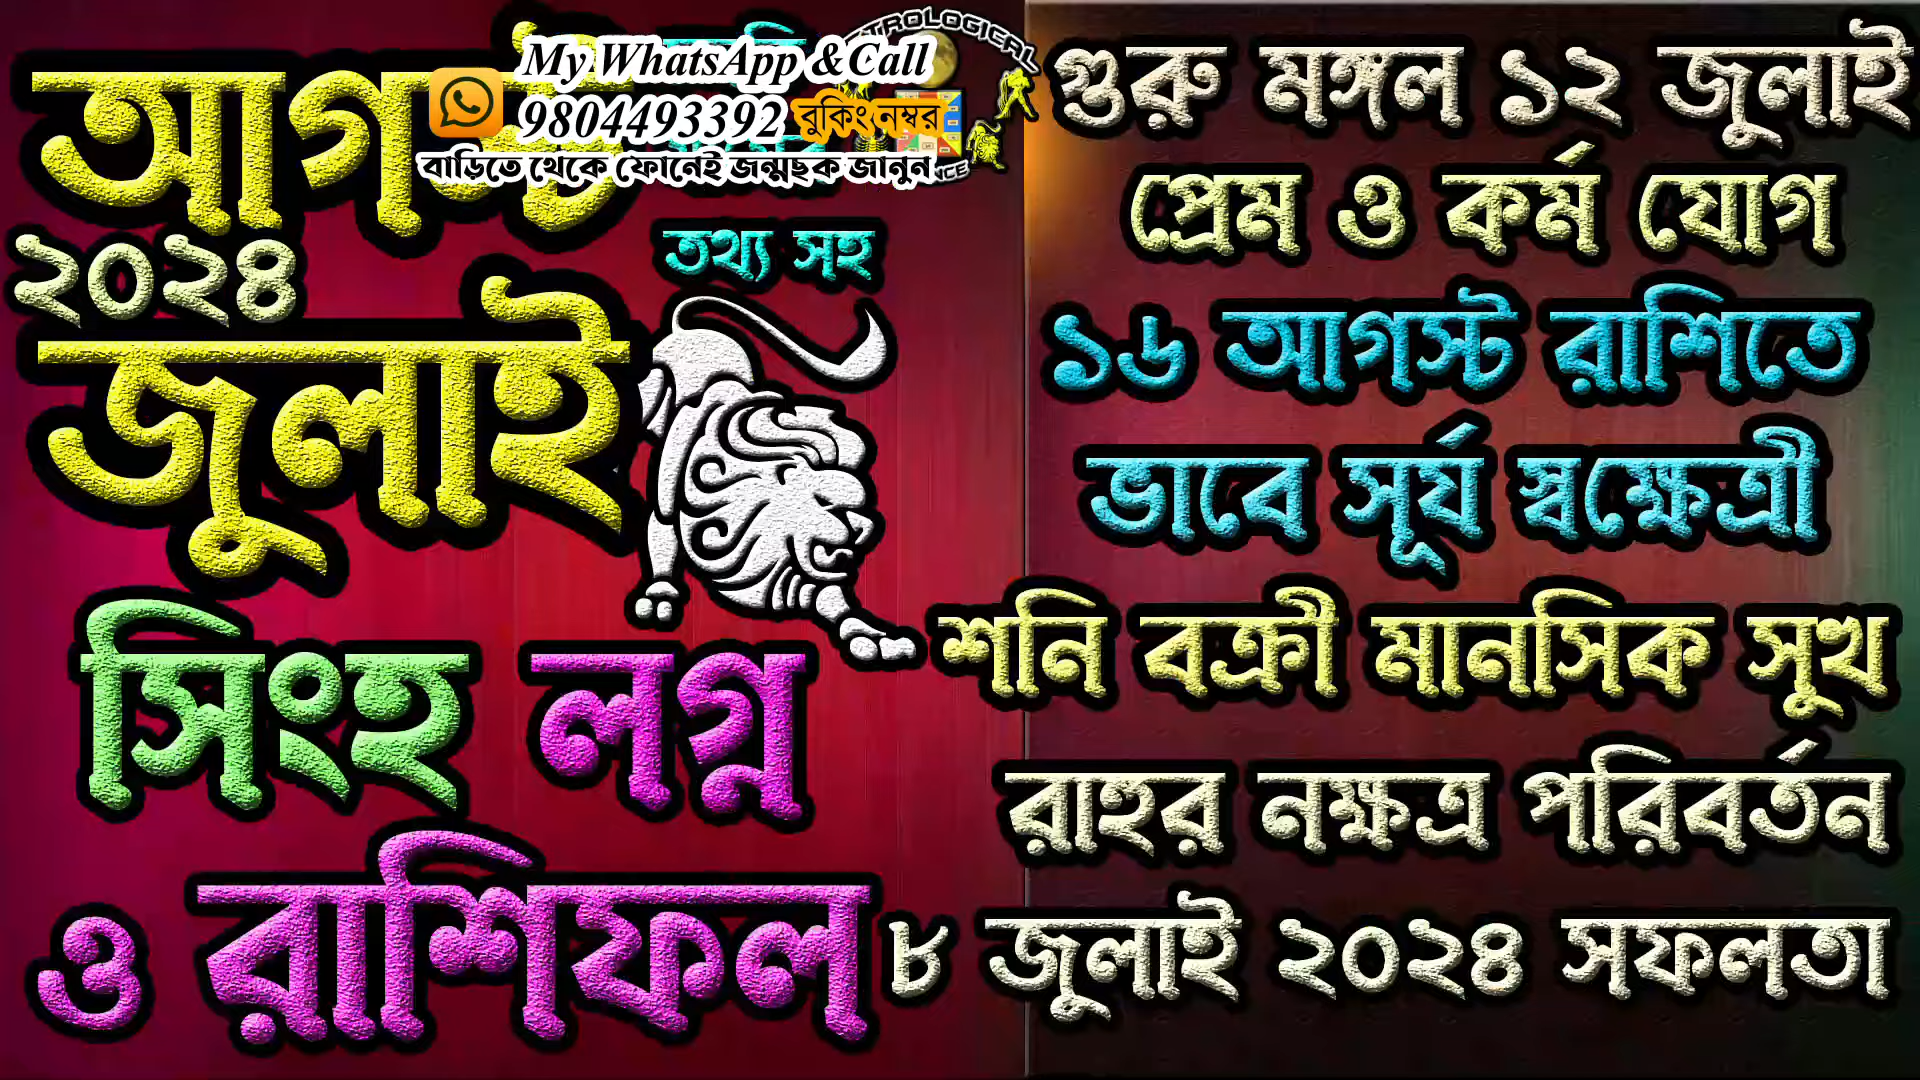 আগস্ট
২০২৪
জুলাই
সিংহ লগ্ন
ও রাশিফল
My WhatsApp & Call
9804493392 বুকিং নম্বর
বাড়িতে থেকে ফোনেই জন্মছক জানুন
তথ্য সহ
গুরু মঙ্গল ১২ জুলাই
প্রেম ও কর্ম যোগ
১৬ আগস্ট রাশিতে
ভাবে সূর্য স্বক্ষেত্রী
শনি বক্রী মানসিক সূখ
রাহুর নক্ষত্র পরিবর্তন
৮ জুলাই ২০২৪ সফলতা